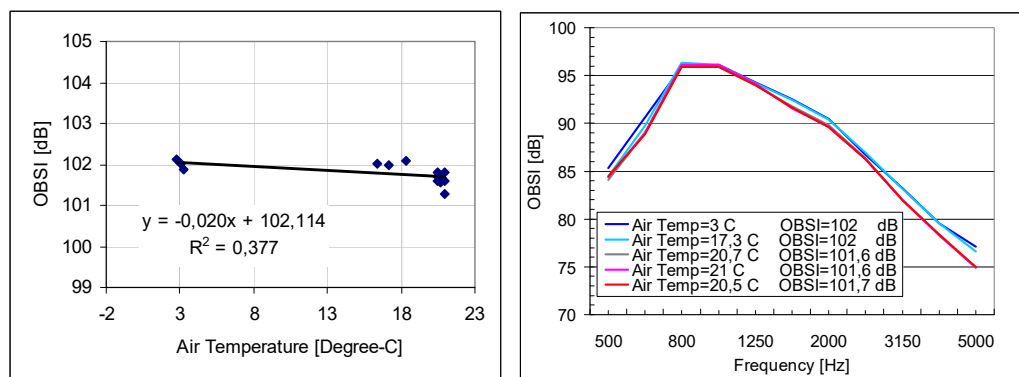 105
104
103
102
101
100
99
OBSI [dB]
y = -0,020x + 102,114
R² = 0,377
-2 3 8 13 18 23
Air Temperature [Degree-C]
100
95
90
85
80
75
70
OBSI [dB]
Air Temp=3 C OBSI=102 dB
Air Temp=17,3 C OBSI=102 dB
Air Temp=20,7 C OBSI=101,6 dB
Air Temp=21 C OBSI=101,6 dB
Air Temp=20,5 C OBSI=101,7 dB
500 800 1250 2000 3150 5000
Frequency [Hz]